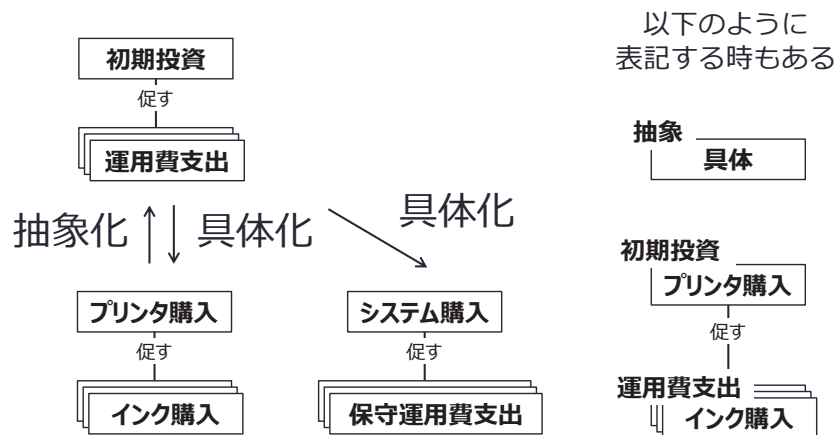 初期投資
促す
運用費支出
抽象化
具体化
具体化
プリンタ購入
促す
インク購入
システム購入
促す
保守運用費支出
以下のように
表記する時もある
抽象
具体
初期投資
プリンタ購入
促す
運用費支出
インク購入